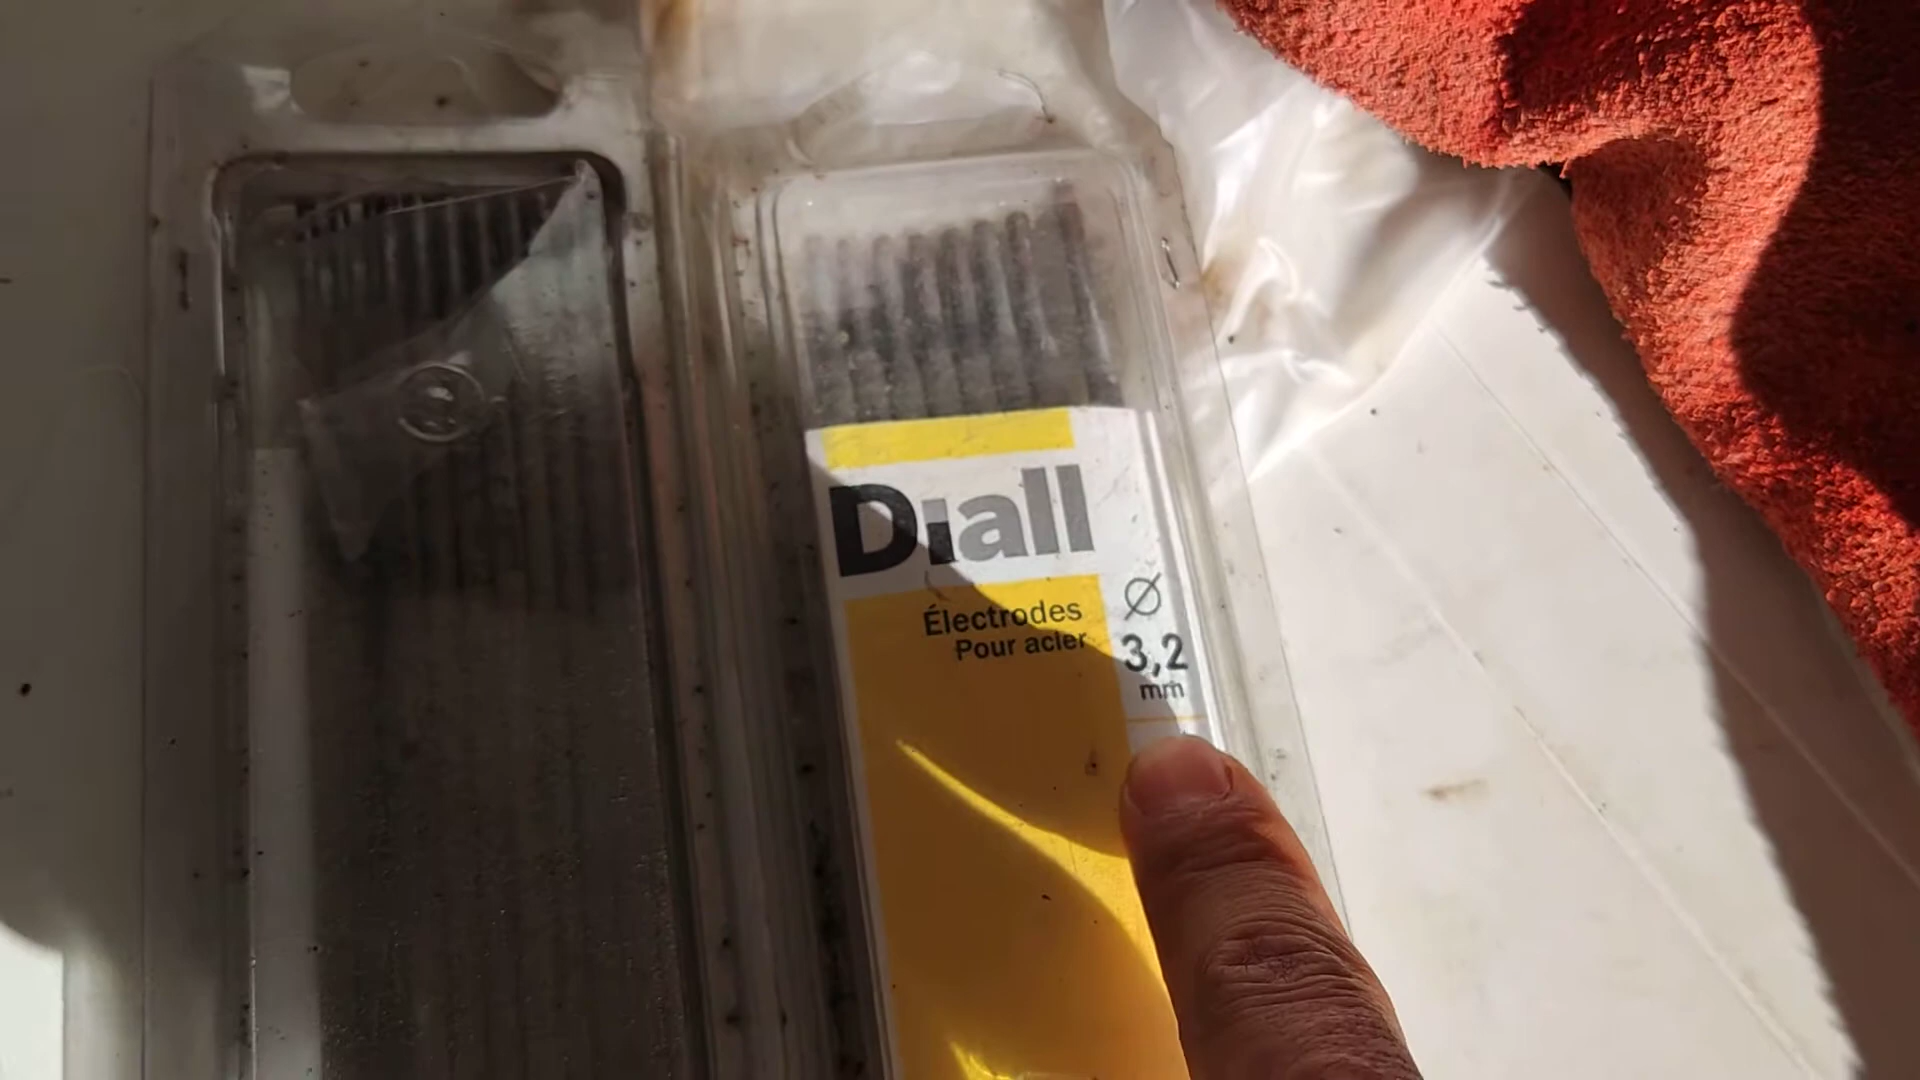 Diall
Électrodes
Pour acier
Ø
3,2
mm